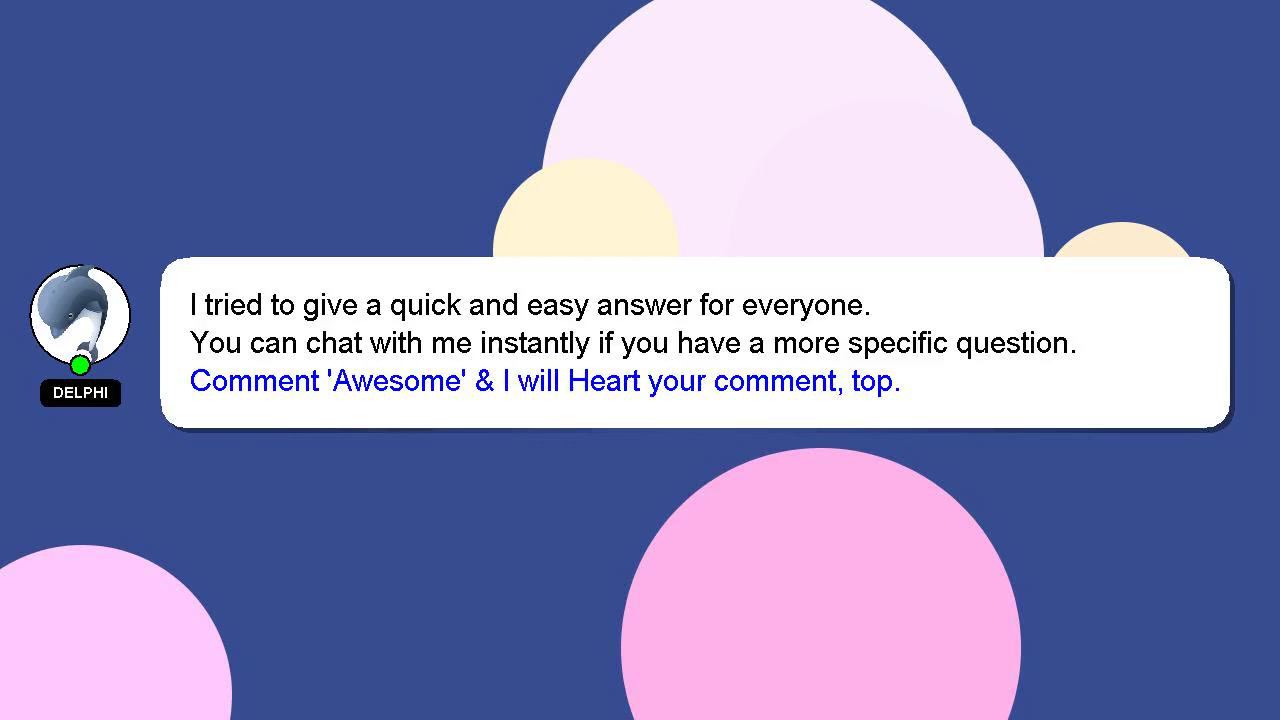 I tried to give a quick and easy answer for everyone.
You can chat with me instantly if you have a more specific question.
Comment 'Awesome' & I will Heart your comment, top.
DELPHI